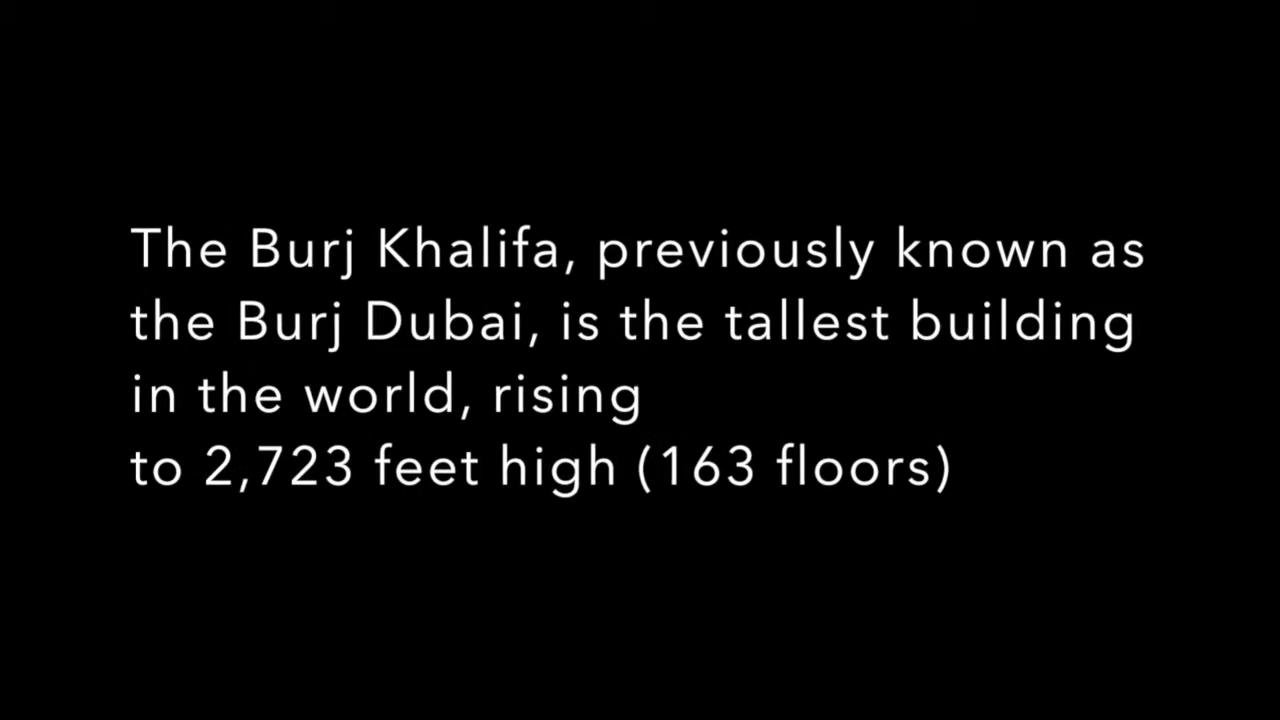 The Burj Khalifa, previously known as
the Burj Dubai, is the tallest building
in the world, rising
to 2,723 feet high (163 floors)